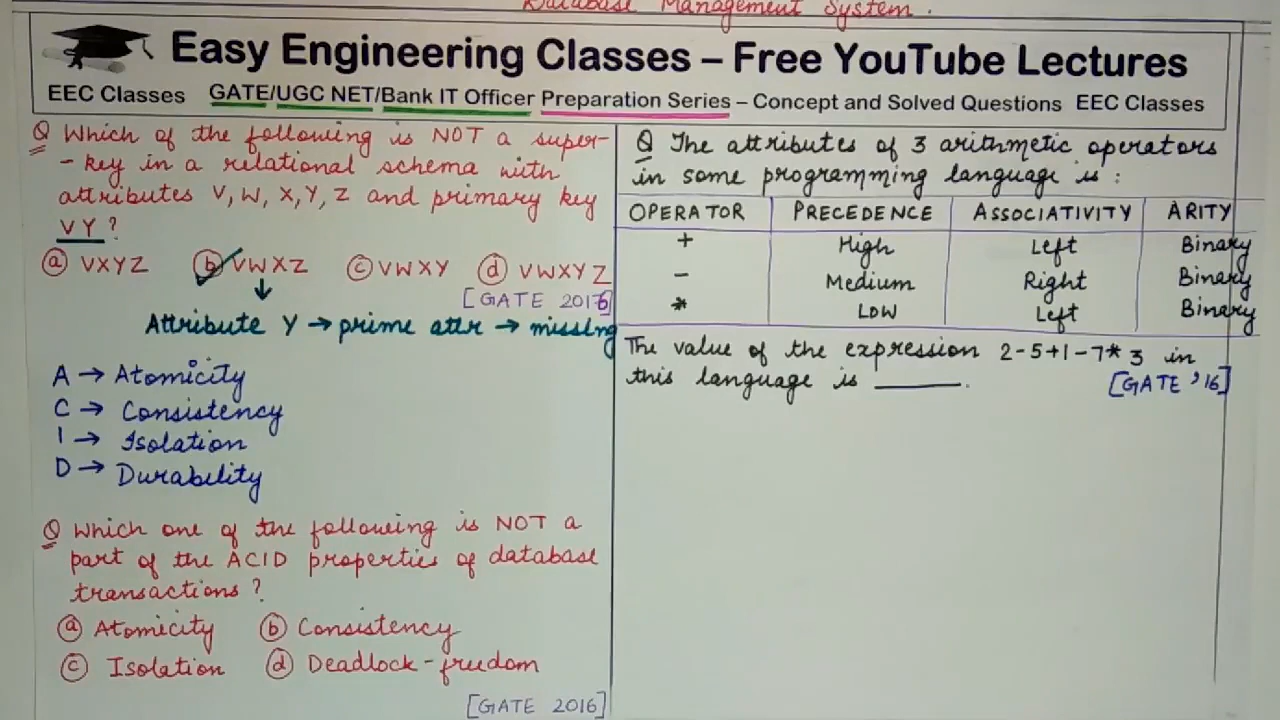 Database Management System.
Easy Engineering Classes – Free YouTube Lectures
EEC Classes GATE/UGC NET/Bank IT Officer Preparation Series – Concept and Solved Questions EEC Classes
Q Which of the following is NOT a super-
-key in a relational schema with
attributes V, W, X, Y, Z and primary key
VY?
a VXYZ b VWXZ c VWXY d VWXYZ
[GATE 2016]
Attribute Y → prime attr → missing
A → Atomicity
C → Consistency
I → Isolation
D → Durability
Q Which one of the following is NOT a
part of the ACID properties of database
transactions?
a Atomicity b Consistency
c Isolation d Deadlock-freedom
[GATE 2016]
Q The attributes of 3 arithmetic operators
in some programming language is:
OPERATOR PRECEDENCE ASSOCIATIVITY ARITY
+ High Left Binary
- Medium Right Binary
* LOW Left Binary
The value of the expression 2-5+1-7*3 in
this language is ______. [GATE '16]